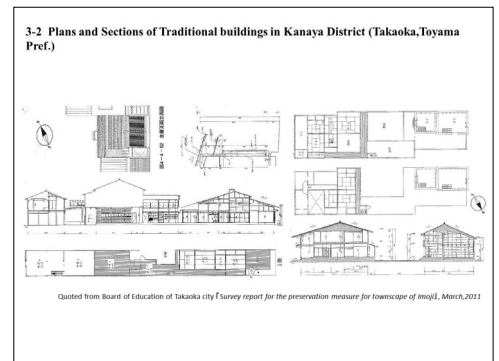 3-2 Plans and Sections of Traditional buildings in Kanaya District (Takaoka,Toyama
Pref.)
Quoted from Board of Education of Takaoka city『Survey report for the preservation measure for townscape of Imoji』, March,2011